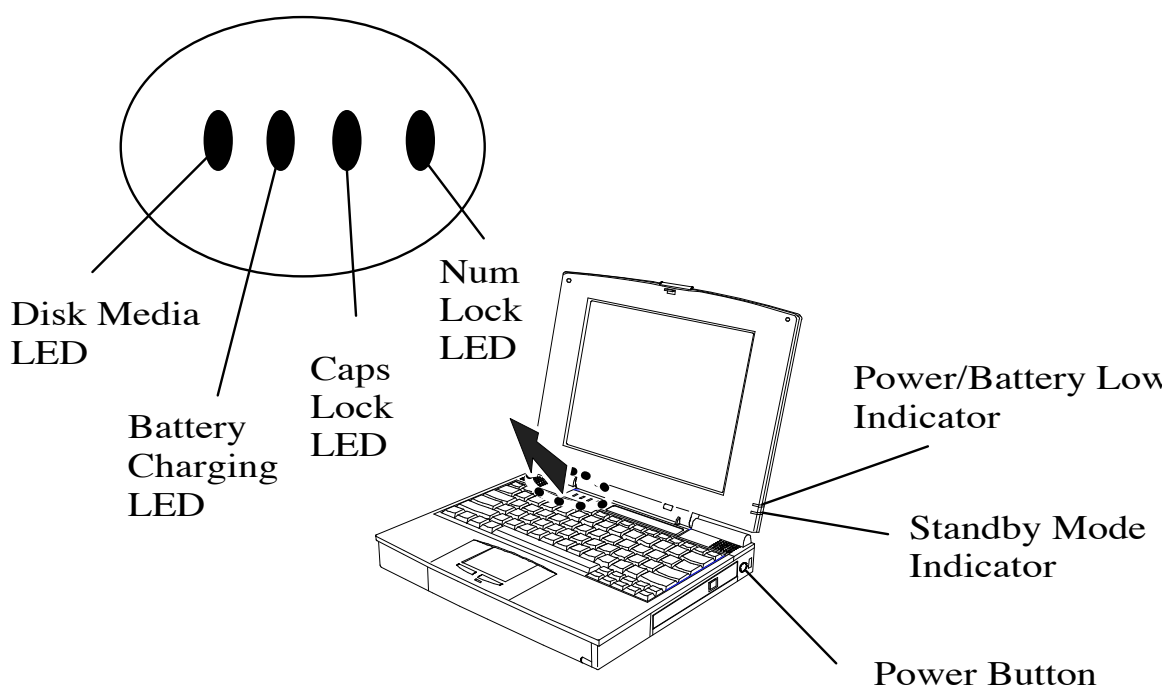 Disk Media
LED
Battery
Charging
LED
Caps
Lock
LED
Num
Lock
LED
Power/Battery Low
Indicator
Standby Mode
Indicator
Power Button